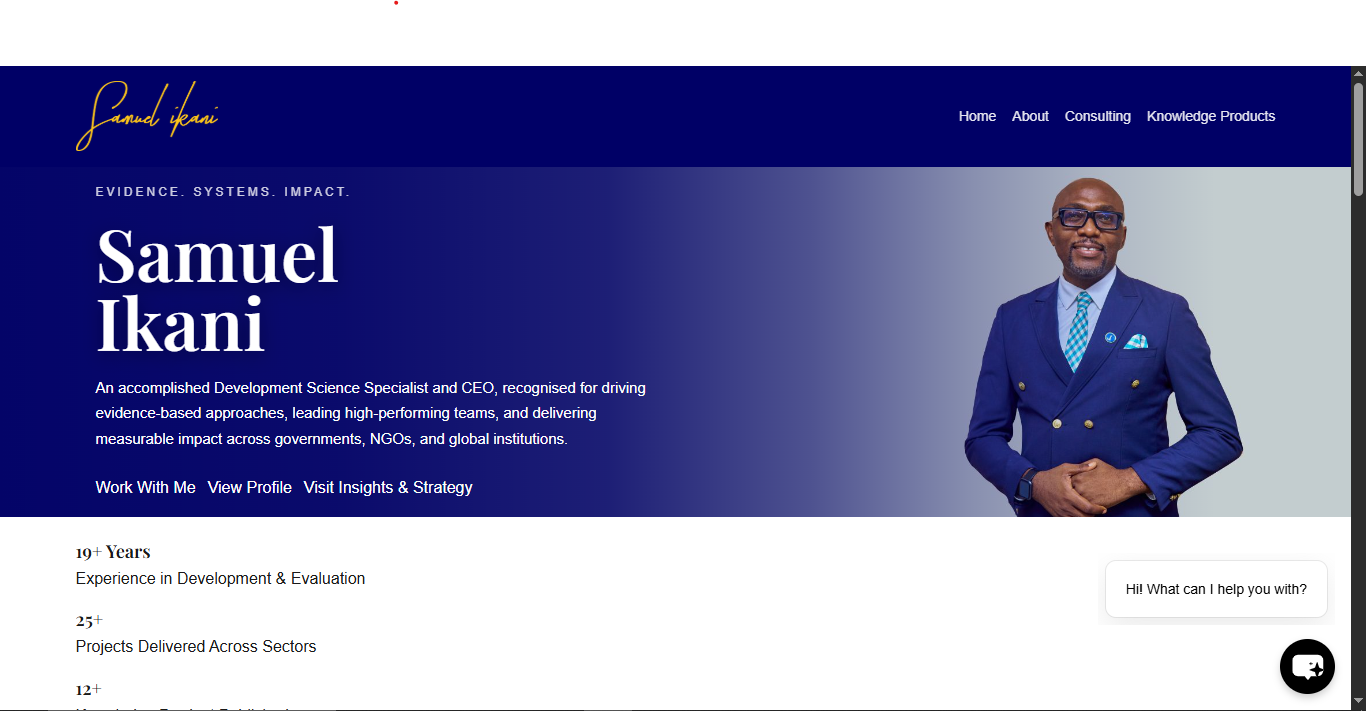 Samuel ikani
Home About Consulting Knowledge Products
EVIDENCE. SYSTEMS. IMPACT.
Samuel
Ikani
An accomplished Development Science Specialist and CEO, recognised for driving
evidence-based approaches, leading high-performing teams, and delivering
measurable impact across governments, NGOs, and global institutions.
Work With Me View Profile Visit Insights & Strategy
19+ Years
Experience in Development & Evaluation
25+
Projects Delivered Across Sectors
12+
Hi! What can I help you with?